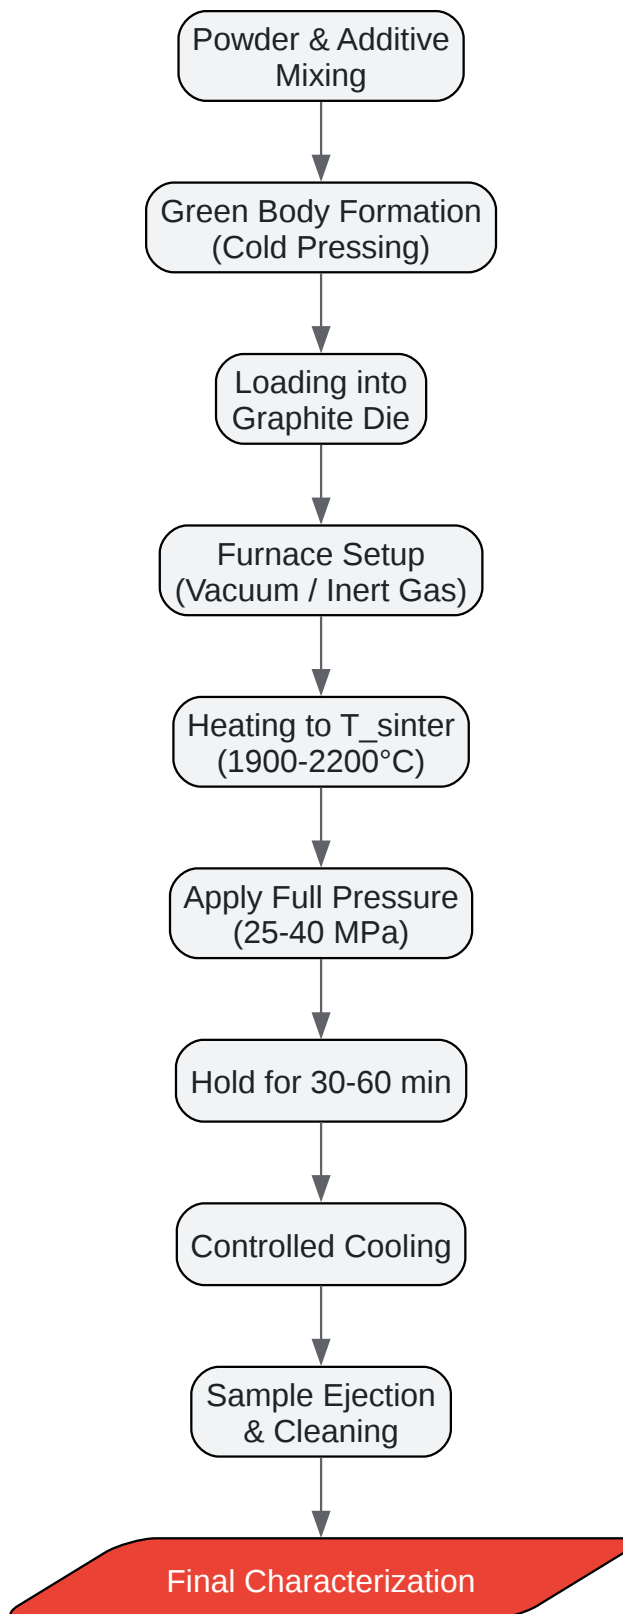 Powder & Additive
Mixing
Green Body Formation
(Cold Pressing)
Loading into
Graphite Die
Furnace Setup
(Vacuum / Inert Gas)
Heating to T_sinter
(1900-2200°C)
Apply Full Pressure
(25-40 MPa)
Hold for 30-60 min
Controlled Cooling
Sample Ejection
& Cleaning
Final Characterization